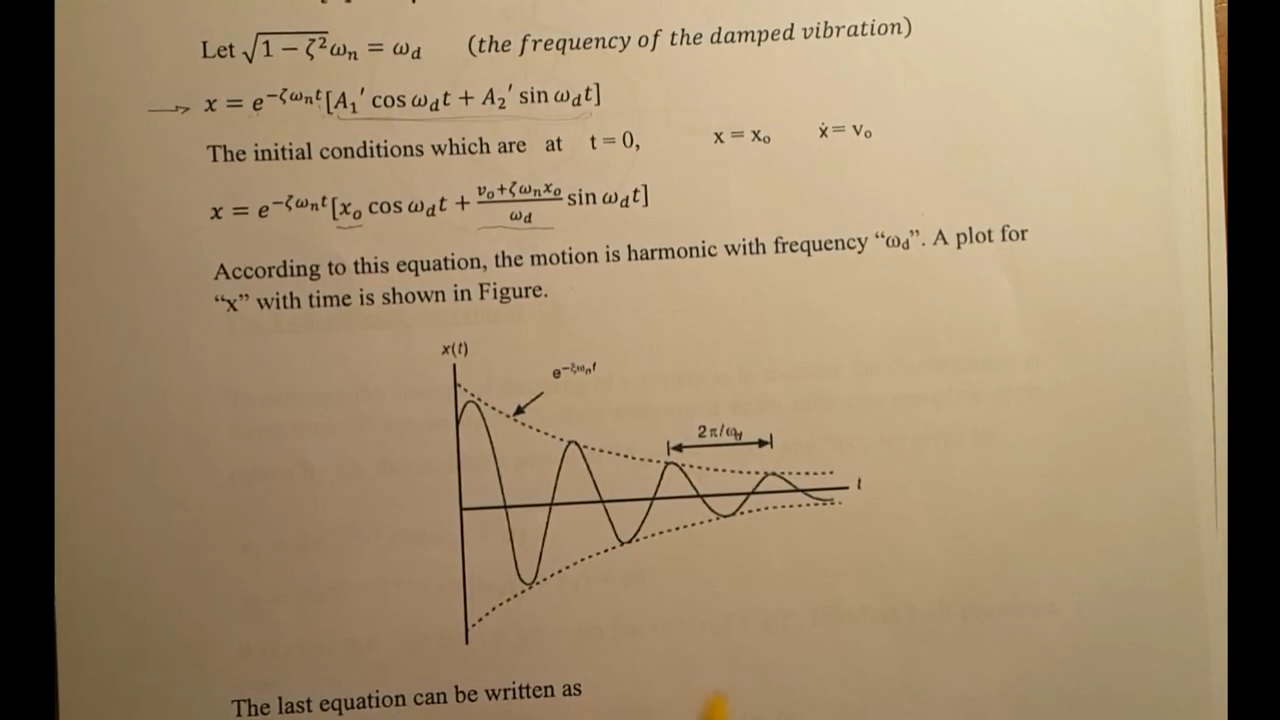 Let √1 − ζ² ωₙ = ω_d (the frequency of the damped vibration)
x = e^−ζωₙt [A₁′ cos ω_d t + A₂′ sin ω_d t]
The initial conditions which are at t = 0, x = xₒ ẋ = vₒ
x = e^−ζωₙt [xₒ cos ω_d t + (vₒ+ζωₙxₒ)/ω_d sin ω_d t]
According to this equation, the motion is harmonic with frequency “ω_d”. A plot for
“x” with time is shown in Figure.
x(t)
e^−ξωₙt
2π/ω_d
t
The last equation can be written as